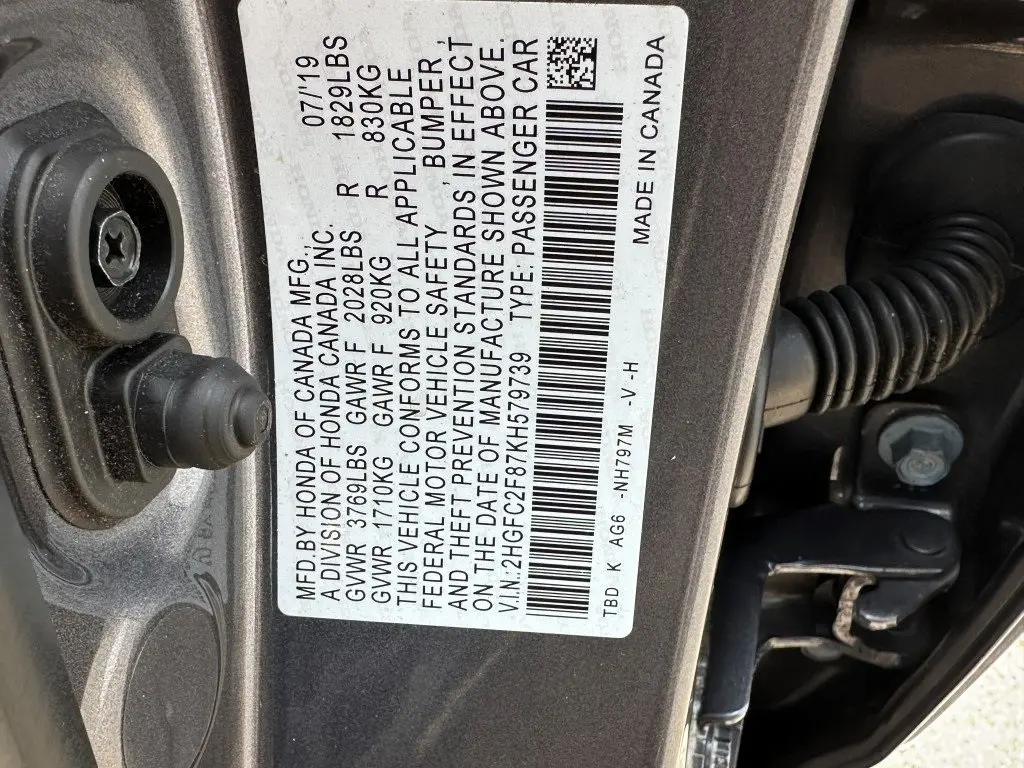 MFD.BY HONDA OF CANADA MFG., 07/'19
A DIVISION OF HONDA CANADA INC.
GVWR 3769LBS GAWR F 2028LBS R 1829LBS
GVWR 1710KG GAWR F 920KG R 830KG
THIS VEHICLE CONFORMS TO ALL APPLICABLE
FEDERAL MOTOR VEHICLE SAFETY , BUMPER ,
AND THEFT PREVENTION STANDARDS, IN EFFECT
ON THE DATE OF MANUFACTURE SHOWN ABOVE.
V.I.N.:2HGFC2F87KH579739 TYPE: PASSENGER CAR
TBD K AG6 -NH797M -V -H MADE IN CANADA